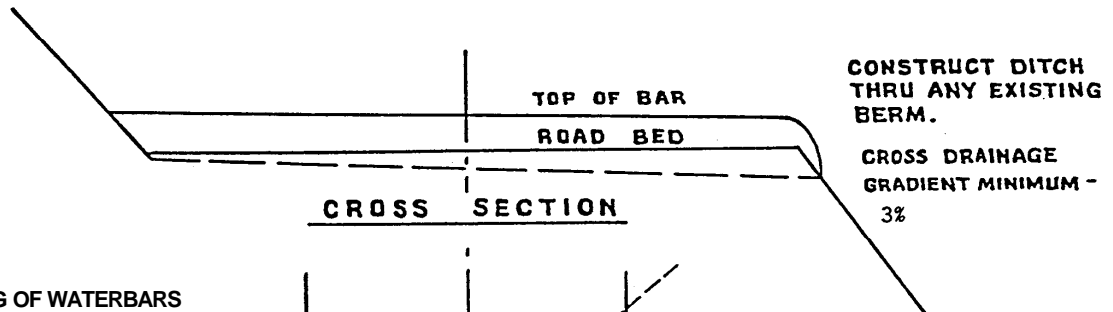 TOP OF BAR
ROAD BED
CONSTRUCT DITCH
THRU ANY EXISTING
BERM.
CROSS DRAINAGE
GRADIENT MINIMUM -
3%
CROSS SECTION
OF WATERBARS